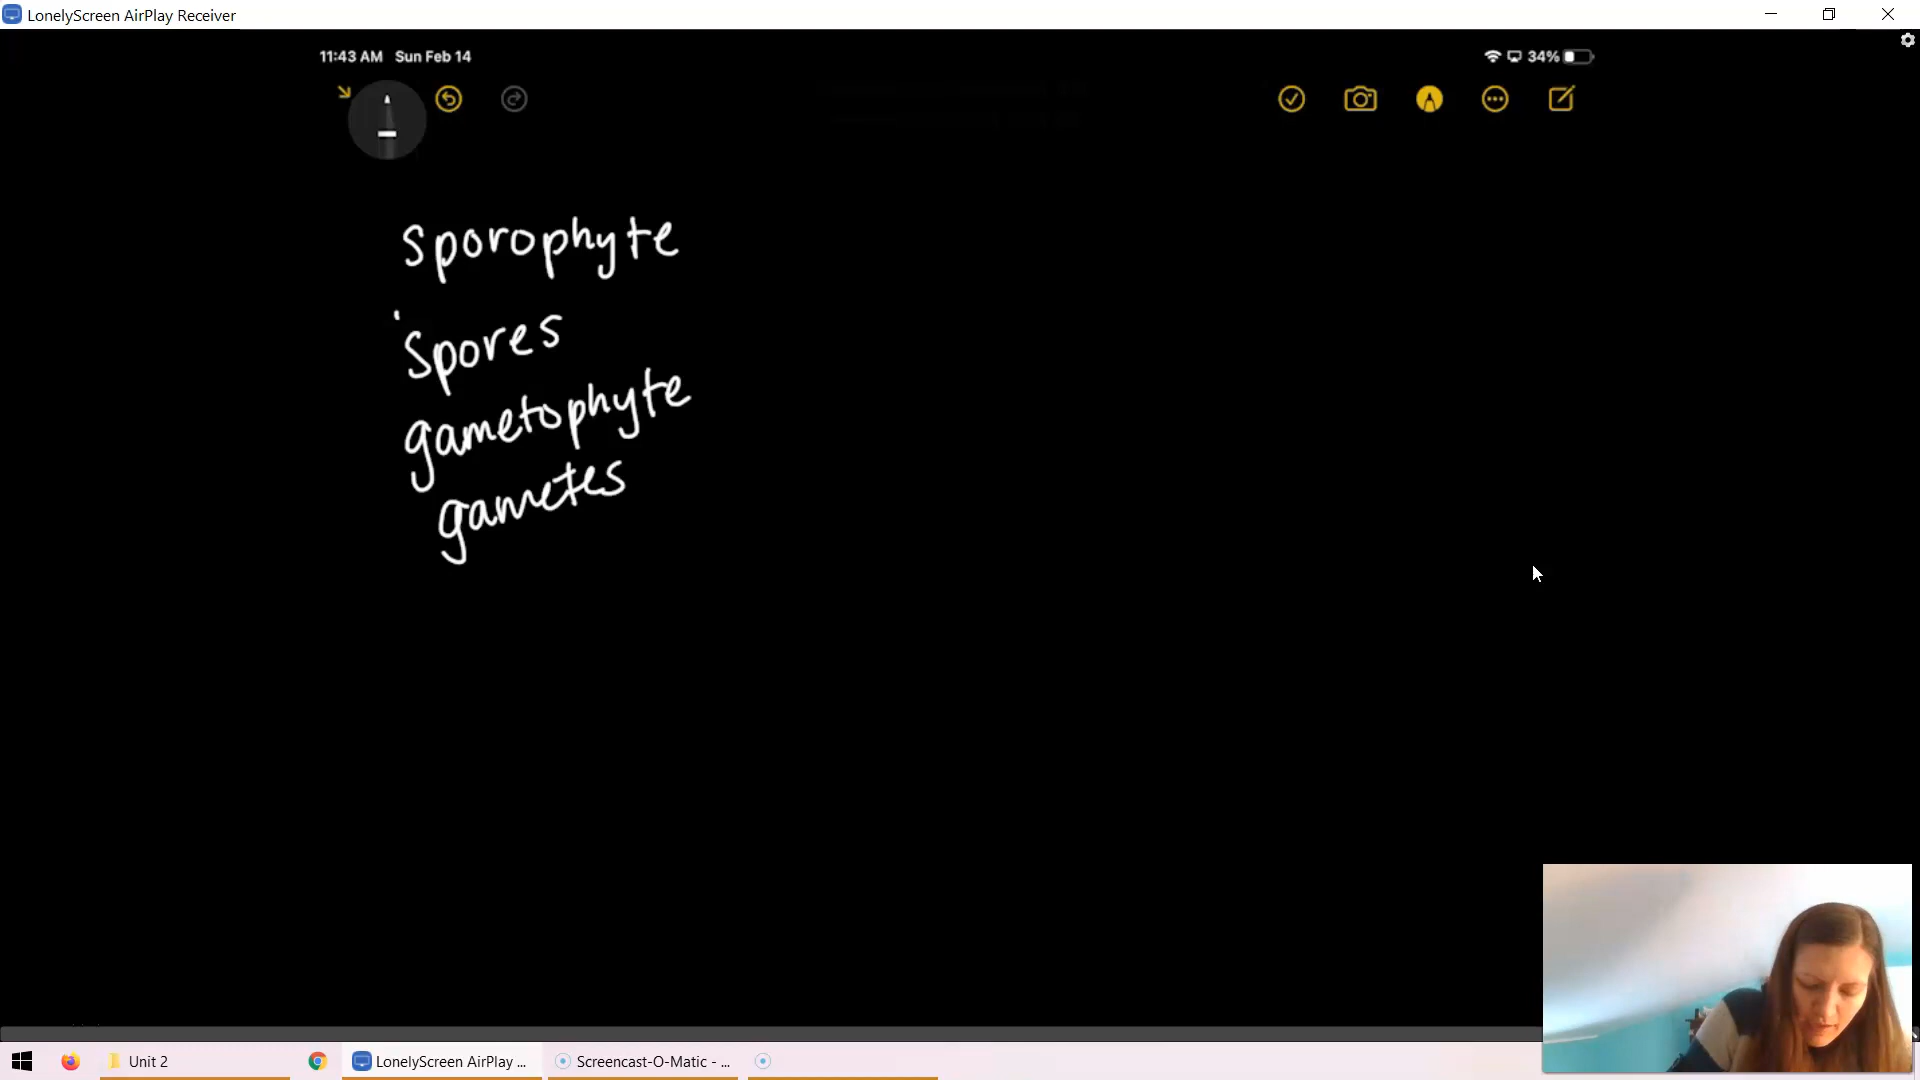 LonelyScreen AirPlay Receiver
11:43 AM Sun Feb 14
34%
sporophyte
spores
gametophyte
gametes
Unit 2
LonelyScreen AirPlay ...
Screencast-O-Matic - ...